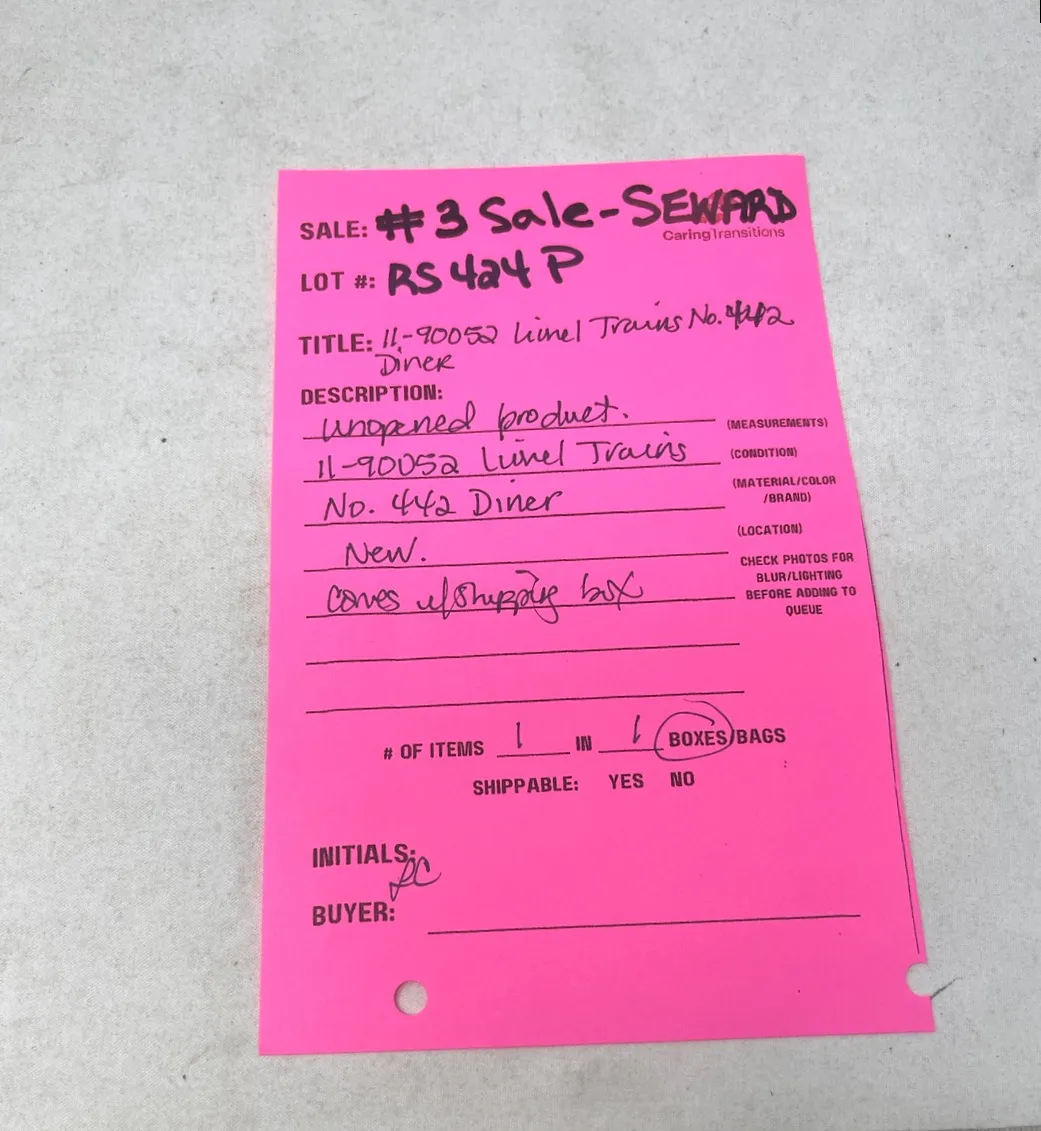 SALE: #3 Sale-SEWARD
CaringTransitions
LOT #: RS 424 P
TITLE: 11-90052 Lionel Trains No. 442
Diner
DESCRIPTION:
unopened product.
(MEASUREMENTS)
11-90052 Lionel Trains
(CONDITION)
No. 442 Diner
(MATERIAL/COLOR
/BRAND)
(LOCATION)
New.
CHECK PHOTOS FOR
BLUR/LIGHTING
BEFORE ADDING TO
QUEUE
Comes w/shipping box
# OF ITEMS 1 IN 1 BOXES/BAGS
SHIPPABLE: YES NO
INITIALS:
LC
BUYER: